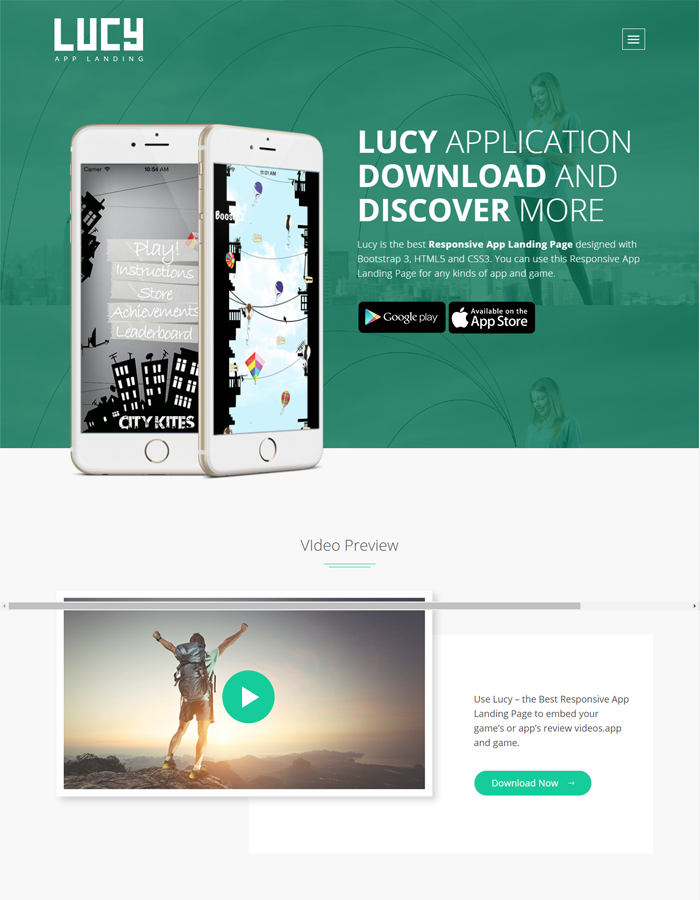 LUCY
APP LANDING
Carrier 10:54 AM
Play!
Instructions
Store
Achievements
Leaderboard
CITY KITES
11:01 AM
Boos
LUCY APPLICATION
DOWNLOAD AND
DISCOVER MORE
Lucy is the best Responsive App Landing Page designed with
Bootstrap 3, HTML5 and CSS3. You can use this Responsive App
Landing Page for any kinds of app and game.
Google play
Available on the
App Store
VIdeo Preview
Use Lucy – the Best Responsive App
Landing Page to embed your
game's or app's review videos.app
and game.
Download Now →